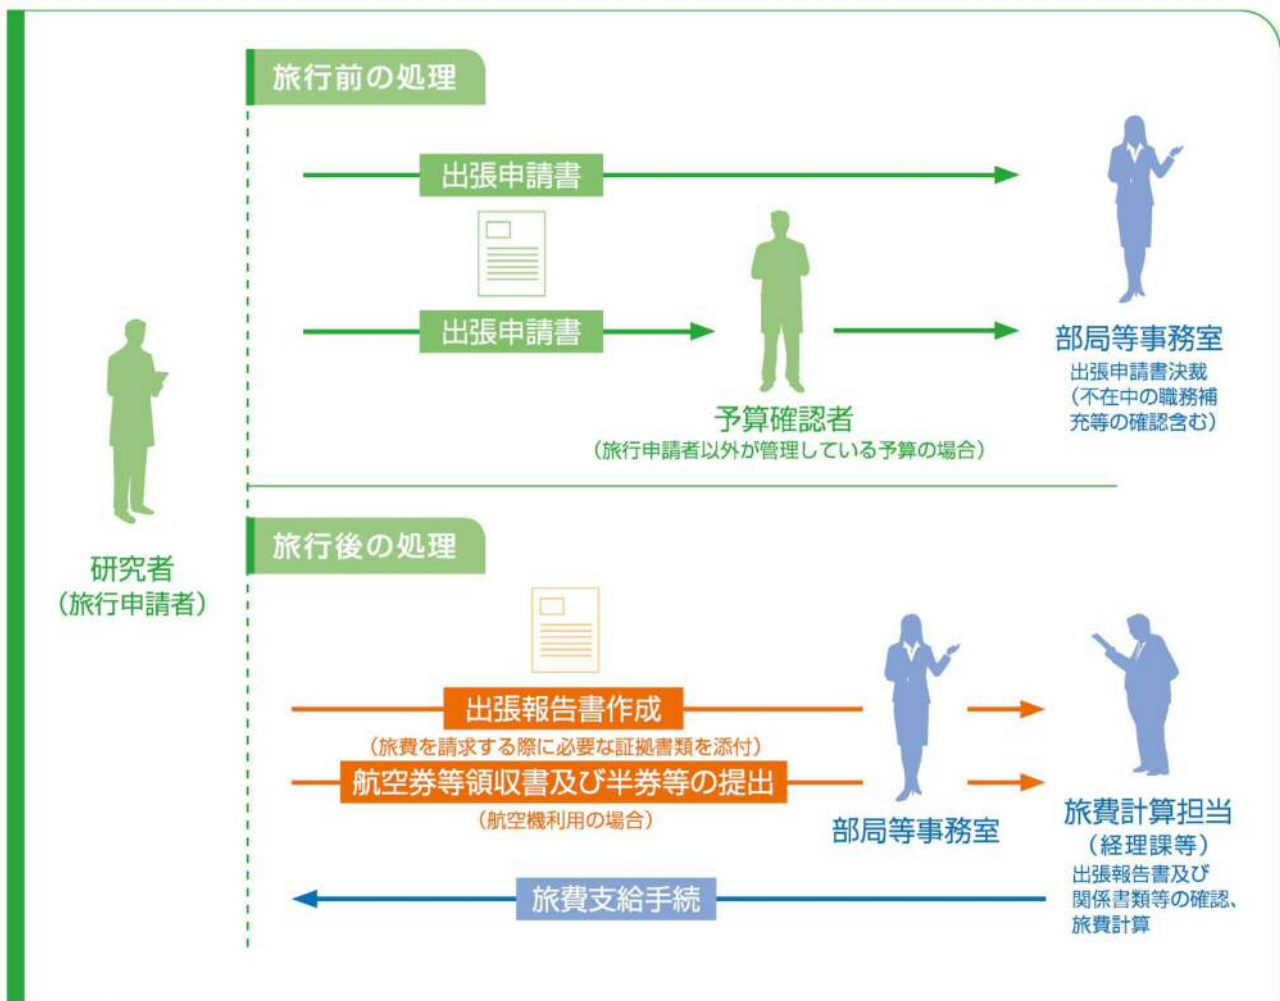 旅行前の処理
出張申請書
出張申請書
予算確認者
（旅行申請者以外が管理している予算の場合）
部局等事務室
出張申請書決裁
（不在中の職務補
充等の確認含む）
研究者
（旅行申請者）
旅行後の処理
出張報告書作成
（旅費を請求する際に必要な証拠書類を添付）
航空券等領収書及び半券等の提出
（航空機利用の場合）
部局等事務室
旅費計算担当
（経理課等）
出張報告書及び
関係書類等の確認、
旅費計算
旅費支給手続